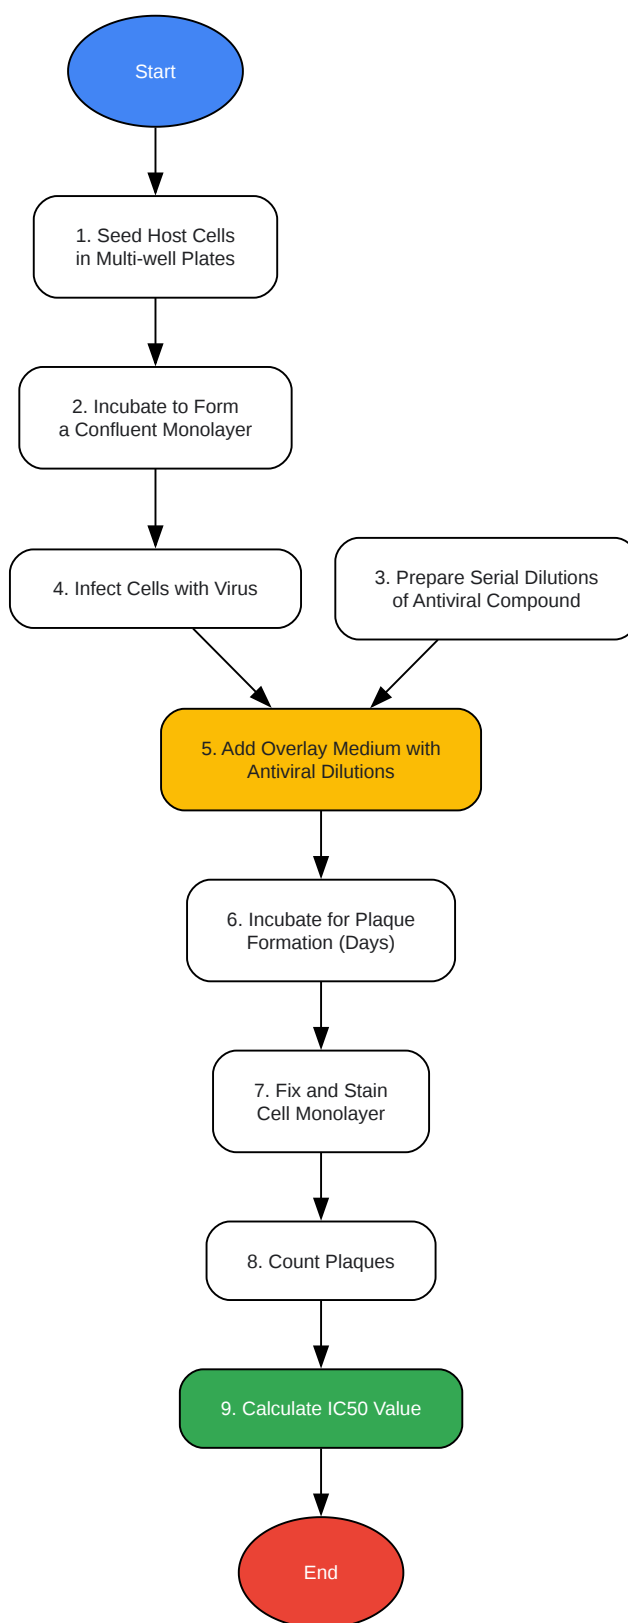 Start
1. Seed Host Cells
in Multi-well Plates
2. Incubate to Form
a Confluent Monolayer
4. Infect Cells with Virus
3. Prepare Serial Dilutions
of Antiviral Compound
5. Add Overlay Medium with
Antiviral Dilutions
6. Incubate for Plaque
Formation (Days)
7. Fix and Stain
Cell Monolayer
8. Count Plaques
9. Calculate IC50 Value
End